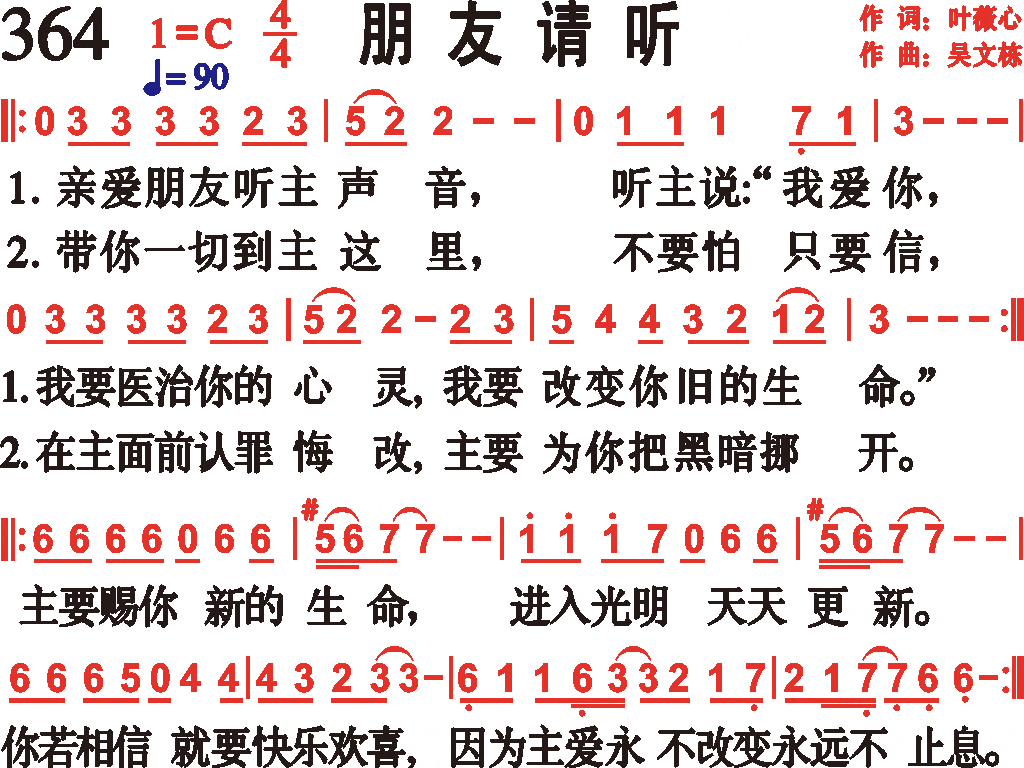 364 1=C 4/4 朋友请听 作 词：叶薇心
♩=90 作 曲：吴文栋
‖: 0 3 3 3 3 2 3 | 5 2 2 - - | 0 1 1 1 7 1 | 3 - - - |
1. 亲爱朋友听主 声 音， 听主说：“我爱 你，
2. 带你一切到主 这 里， 不要怕 只要 信，
0 3 3 3 3 2 3 | 5 2 2 - 2 3 | 5 4 4 3 2 1 2 | 3 - - - :‖
1. 我要医治你的 心 灵, 我要 改变你旧的生 命。”
2. 在主面前认罪 悔 改, 主要 为你把黑暗挪 开。
‖: 6 6 6 6 0 6 6 | #5 6 7 7 - - | 1 1 1 7 0 6 6 | #5 6 7 7 - - |
主要赐你 新的 生 命， 进入光明 天天 更 新。
6 6 6 5 0 4 4 | 4 3 2 3 3 - | 6 1 1 6 3 3 2 1 7 | 2 1 7 7 6 6 - :‖
你若相信 就要快乐欢喜, 因为主爱永 不改变永远不 止息。